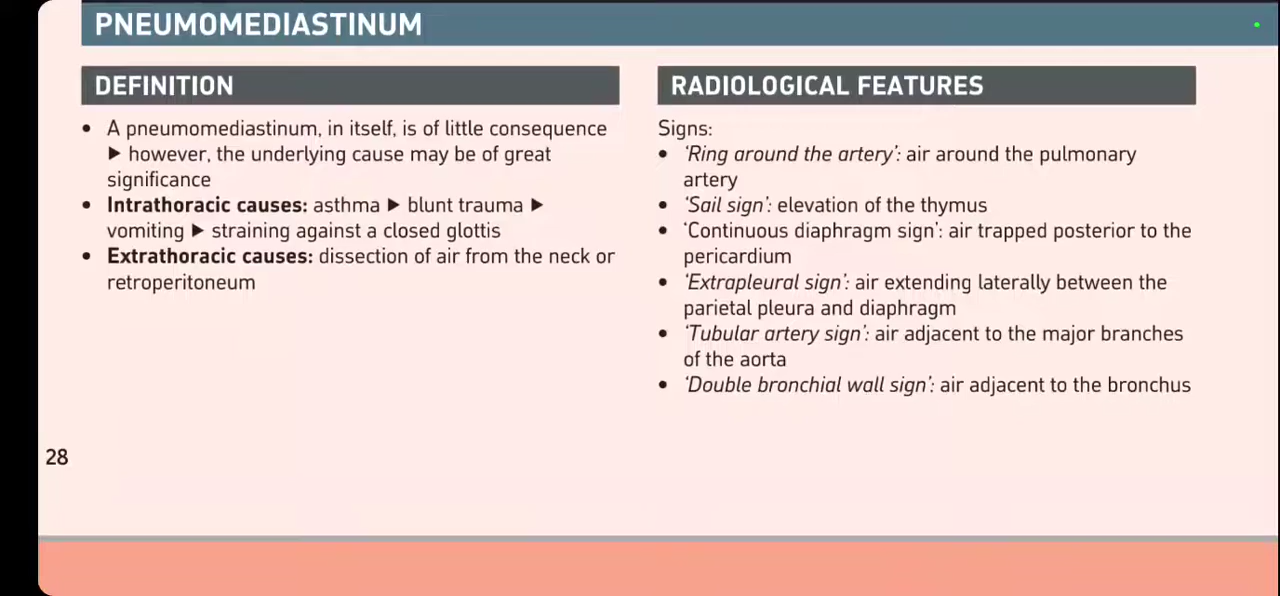 PNEUMOMEDIASTINUM
DEFINITION
• A pneumomediastinum, in itself, is of little consequence
▶ however, the underlying cause may be of great
significance
• Intrathoracic causes: asthma ▶ blunt trauma ▶
vomiting ▶ straining against a closed glottis
• Extrathoracic causes: dissection of air from the neck or
retroperitoneum
RADIOLOGICAL FEATURES
Signs:
• ‘Ring around the artery’: air around the pulmonary
artery
• ‘Sail sign’: elevation of the thymus
• ‘Continuous diaphragm sign’: air trapped posterior to the
pericardium
• ‘Extrapleural sign’: air extending laterally between the
parietal pleura and diaphragm
• ‘Tubular artery sign’: air adjacent to the major branches
of the aorta
• ‘Double bronchial wall sign’: air adjacent to the bronchus
28